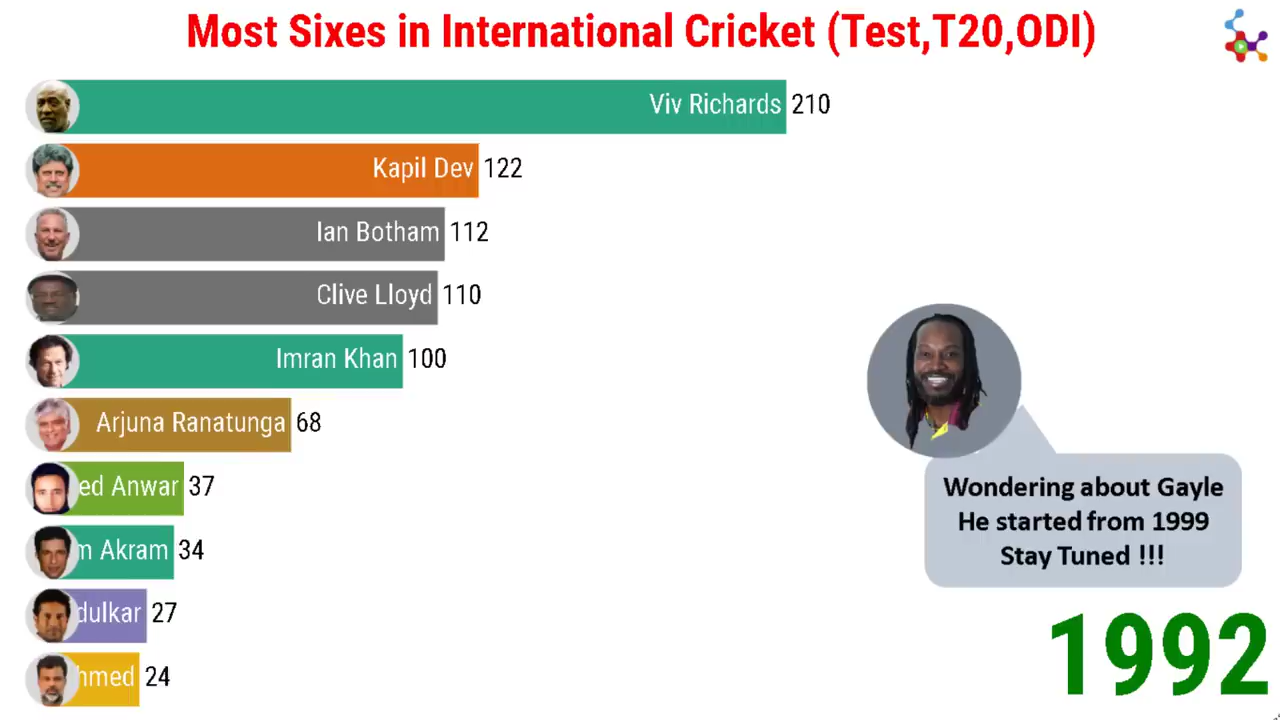 Most Sixes in International Cricket (Test,T20,ODI)
Viv Richards 210
Kapil Dev 122
Ian Botham 112
Clive Lloyd 110
Imran Khan 100
Arjuna Ranatunga 68
ed Anwar 37
m Akram 34
dulkar 27
hmed 24
Wondering about Gayle
He started from 1999
Stay Tuned !!!
1992